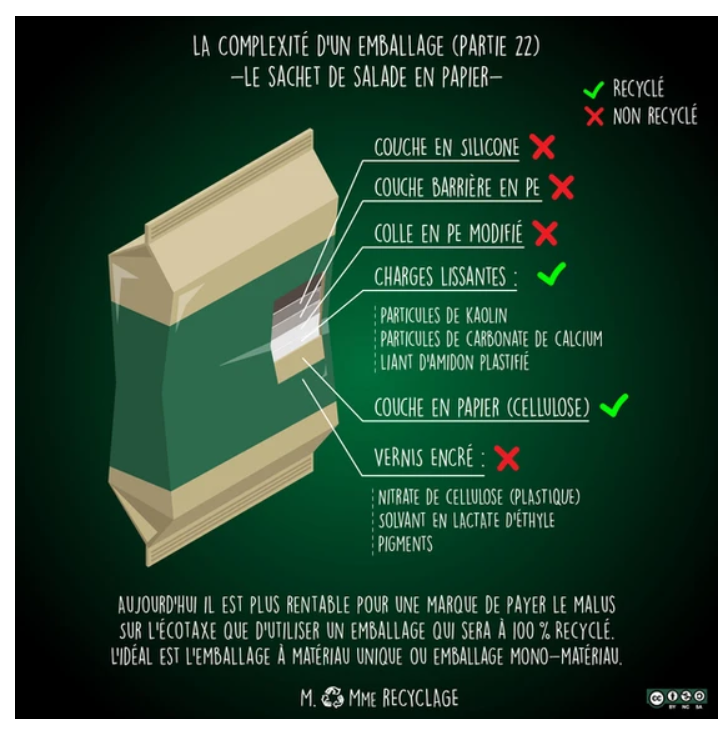 LA COMPLEXITÉ D'UN EMBALLAGE (PARTIE 22)
–LE SACHET DE SALADE EN PAPIER–
RECYCLÉ
NON RECYCLÉ
COUCHE EN SILICONE
COUCHE BARRIÈRE EN PE
COLLE EN PE MODIFIÉ
CHARGES LISSANTES :
PARTICULES DE KAOLIN
PARTICULES DE CARBONATE DE CALCIUM
LIANT D'AMIDON PLASTIFIÉ
COUCHE EN PAPIER (CELLULOSE)
VERNIS ENCRÉ :
NITRATE DE CELLULOSE (PLASTIQUE)
SOLVANT EN LACTATE D'ÉTHYLE
PIGMENTS
AUJOURD'HUI IL EST PLUS RENTABLE POUR UNE MARQUE DE PAYER LE MALUS
SUR L'ÉCOTAXE QUE D'UTILISER UN EMBALLAGE QUI SERA À 100 % RECYCLÉ.
L'IDÉAL EST L'EMBALLAGE À MATÉRIAU UNIQUE OU EMBALLAGE MONO–MATÉRIAU.
M. MME RECYCLAGE
CC BY NC SA